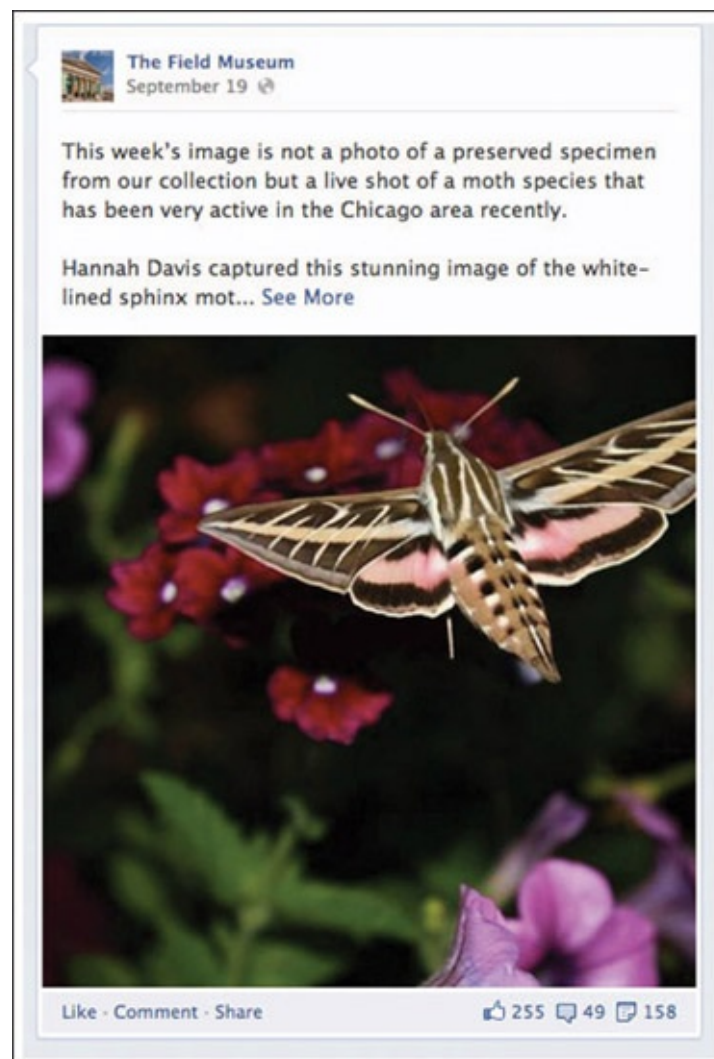 The Field Museum
September 19
This week's image is not a photo of a preserved specimen
from our collection but a live shot of a moth species that
has been very active in the Chicago area recently.
Hannah Davis captured this stunning image of the white-
lined sphinx mot... See More
Like · Comment · Share 255 49 158